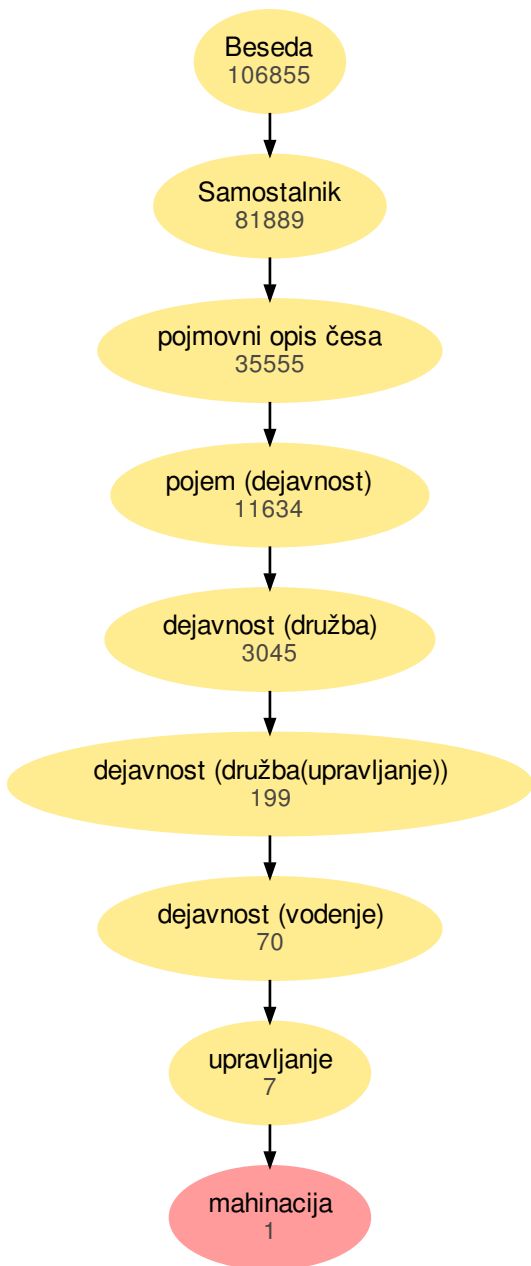 Beseda
106855
Samostalnik
81889
pojmovni opis česa
35555
pojem (dejavnost)
11634
dejavnost (družba)
3045
dejavnost (družba(upravljanje))
199
dejavnost (vodenje)
70
upravljanje
7
mahinacija
1